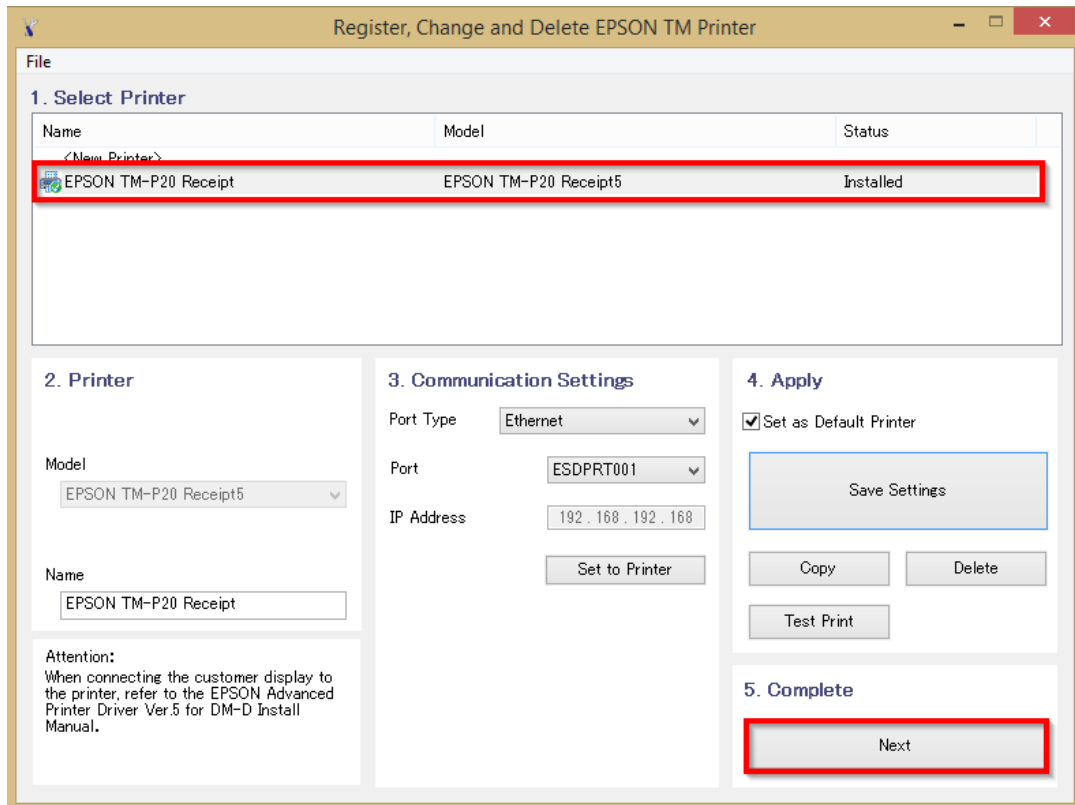 Register, Change and Delete EPSON TM Printer
File
1. Select Printer
Name Model Status
<New Printer>
EPSON TM-P20 Receipt EPSON TM-P20 Receipt5 Installed
2. Printer
Model
EPSON TM-P20 Receipt5
Name
EPSON TM-P20 Receipt
Attention:
When connecting the customer display to
the printer, refer to the EPSON Advanced
Printer Driver Ver.5 for DM-D Install
Manual.
3. Communication Settings
Port Type Ethernet
Port ESDPRT001
IP Address 192 . 168 . 192 . 168
Set to Printer
4. Apply
Set as Default Printer
Save Settings
Copy Delete
Test Print
5. Complete
Next